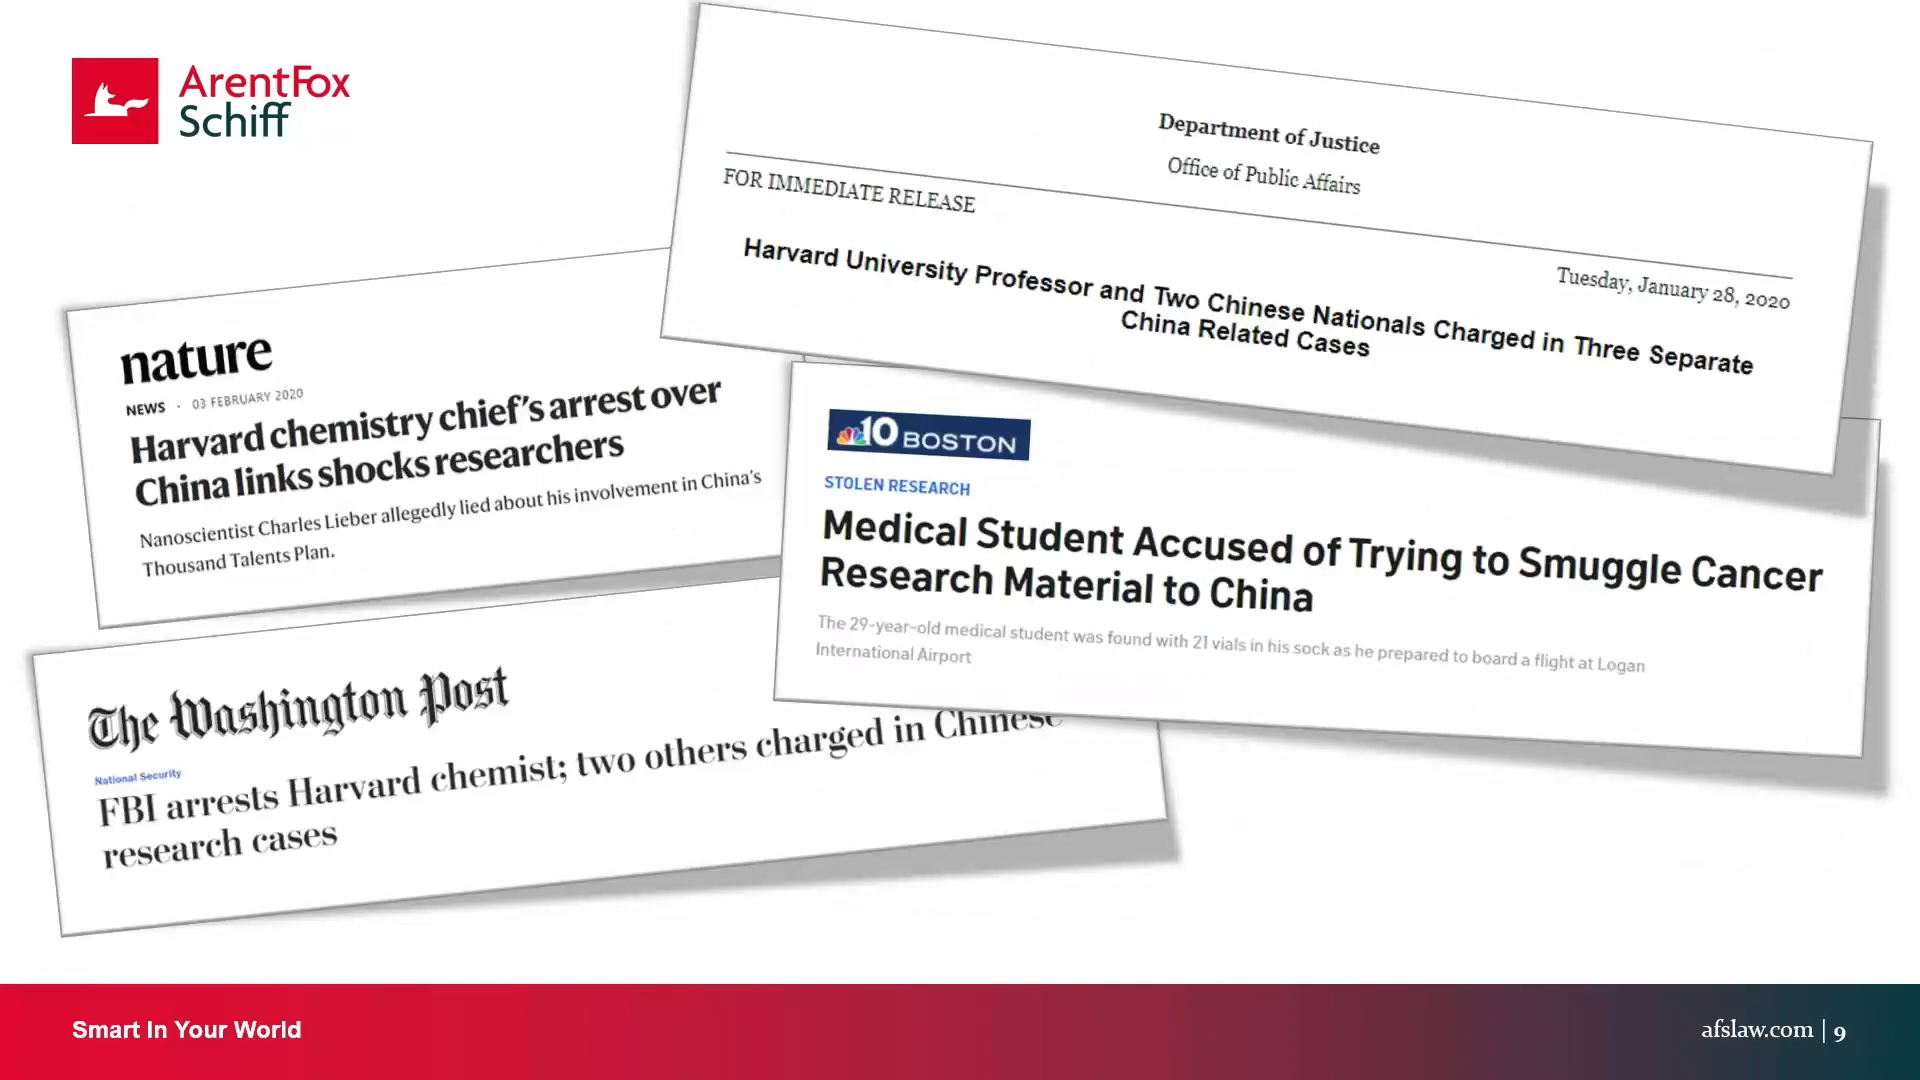 ArentFox
Schiff
Department of Justice
Office of Public Affairs
FOR IMMEDIATE RELEASE
Tuesday, January 28, 2020
Harvard University Professor and Two Chinese Nationals Charged in Three Separate
China Related Cases
nature
NEWS · 03 FEBRUARY 2020
Harvard chemistry chief's arrest over
China links shocks researchers
Nanoscientist Charles Lieber allegedly lied about his involvement in China's
Thousand Talents Plan.
10 BOSTON
STOLEN RESEARCH
Medical Student Accused of Trying to Smuggle Cancer
Research Material to China
The 29-year-old medical student was found with 21 vials in his sock as he prepared to board a flight at Logan
International Airport
The Washington Post
National Security
FBI arrests Harvard chemist; two others charged in Chinese
research cases
Smart In Your World
afslaw.com | 9